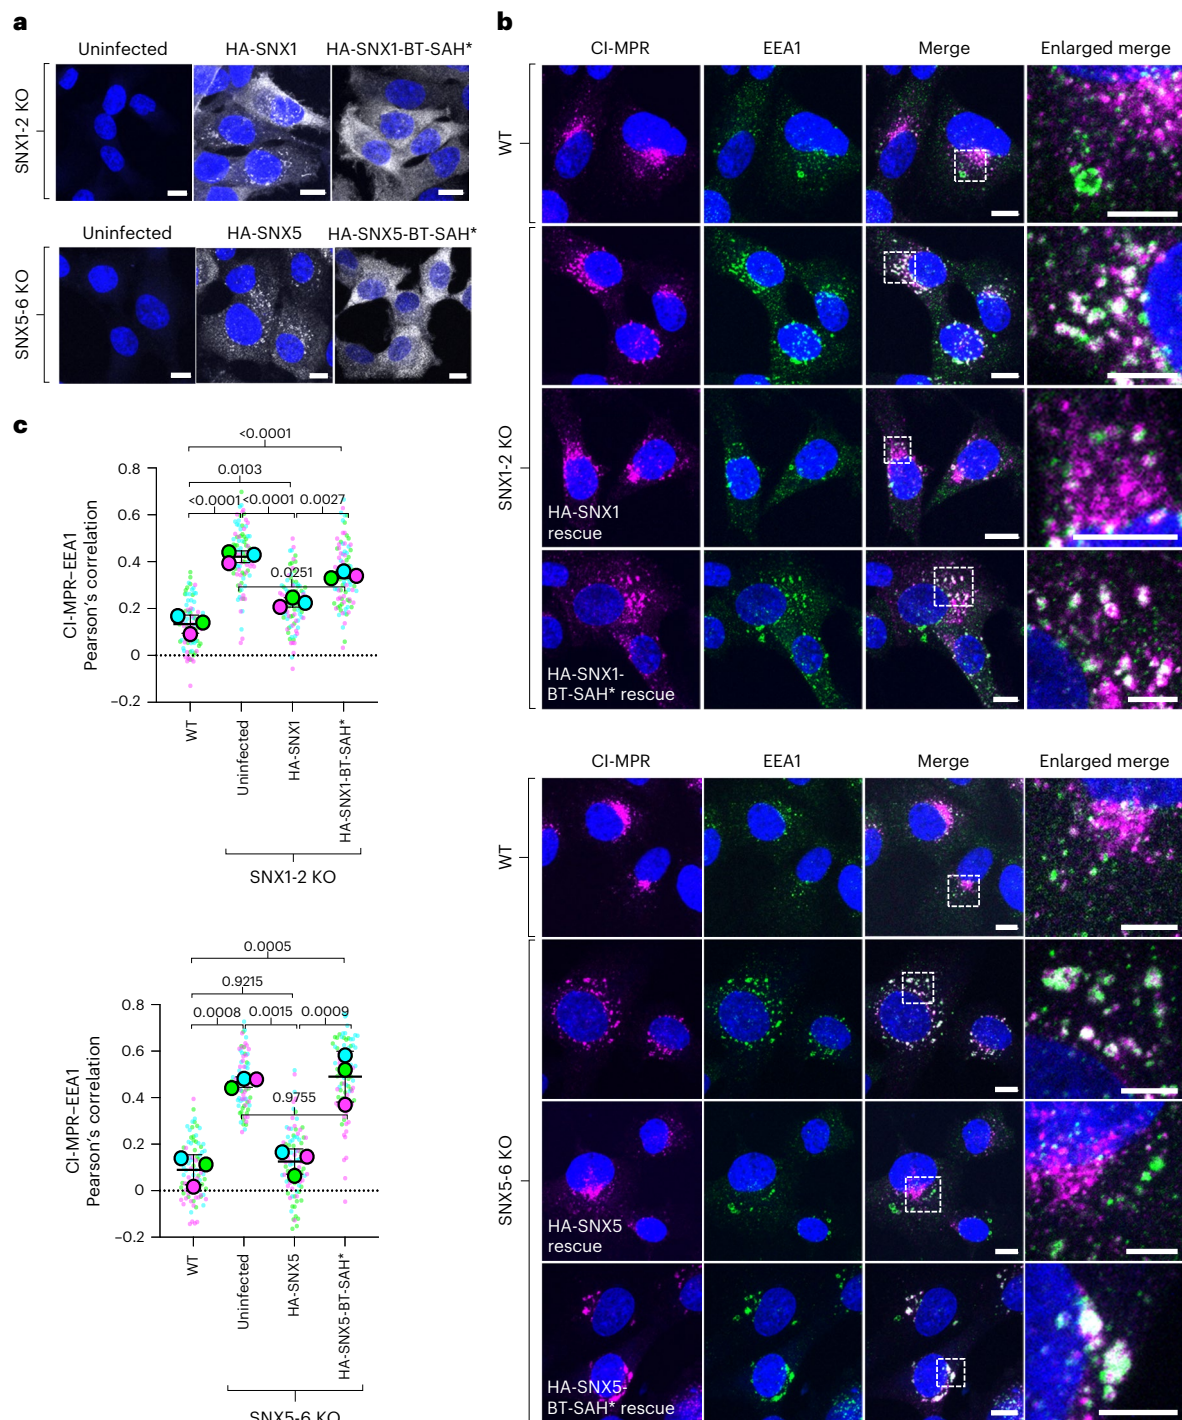 a
Uninfected
HA-SNX1
HA-SNX1-BT-SAH*
SNX1-2 KO
Uninfected
HA-SNX5
HA-SNX5-BT-SAH*
SNX5-6 KO
b
CI-MPR
EEA1
Merge
Enlarged merge
WT
SNX1-2 KO
HA-SNX1
rescue
HA-SNX1-
BT-SAH* rescue
CI-MPR
EEA1
Merge
Enlarged merge
WT
SNX5-6 KO
HA-SNX5
rescue
HA-SNX5-
BT-SAH* rescue
c
<0.0001
0.0103
<0.0001
<0.0001
0.0027
0.0251
0.8
0.6
0.4
0.2
0
–0.2
CI-MPR–EEA1
Pearson's correlation
WT
Uninfected
HA-SNX1
HA-SNX1-BT-SAH*
SNX1-2 KO
0.0005
0.9215
0.0008
0.0015
0.0009
0.9755
0.8
0.6
0.4
0.2
0
–0.2
CI-MPR–EEA1
Pearson's correlation
WT
Uninfected
HA-SNX5
HA-SNX5-BT-SAH*
SNX5-6 KO